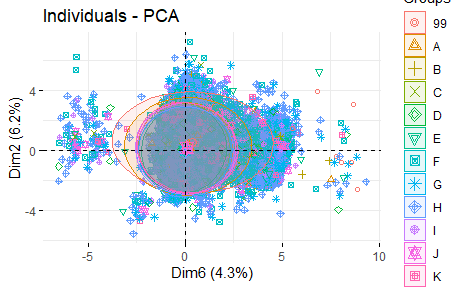 Individuals - PCA
Groups
99
A
B
C
D
E
F
G
H
I
J
K
Dim2 (6.2%)
4
0
-4
-5
0
5
10
Dim6 (4.3%)